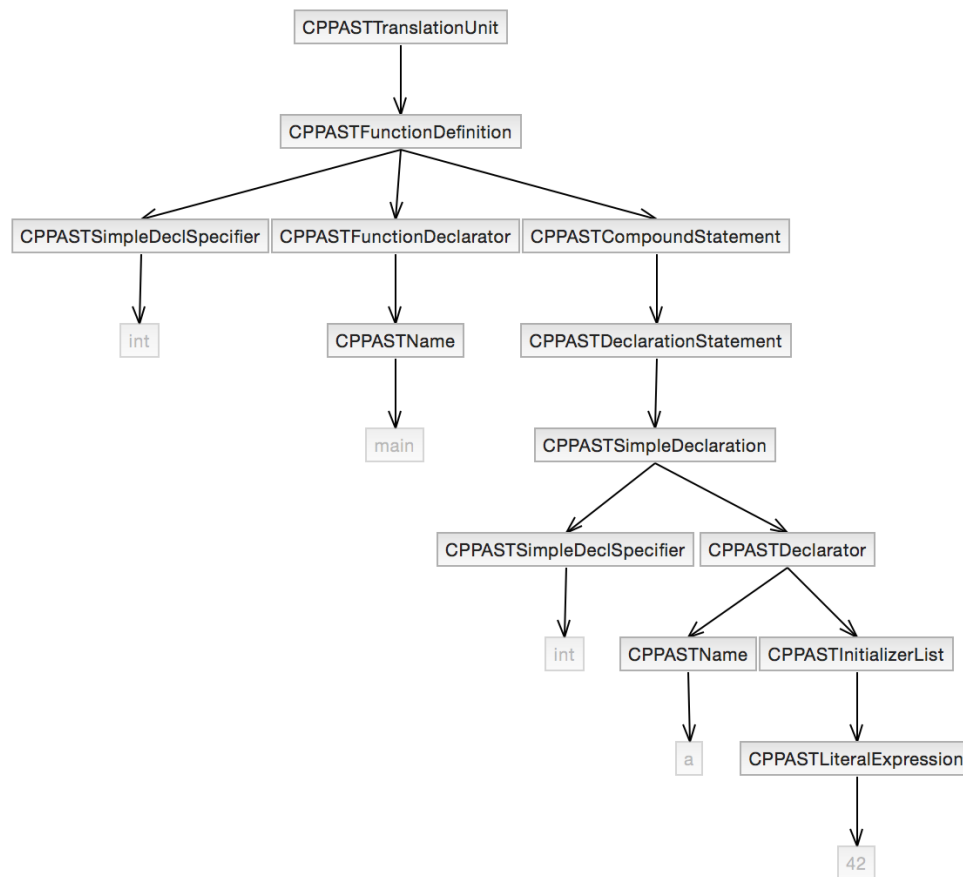 CPPASTTranslationUnit
CPPASTFunctionDefinition
CPPASTSimpleDeclSpecifier
CPPASTFunctionDeclarator
CPPASTCompoundStatement
int
CPPASTName
CPPASTDeclarationStatement
main
CPPASTSimpleDeclaration
CPPASTSimpleDeclSpecifier
CPPASTDeclarator
int
CPPASTName
CPPASTInitializerList
a
CPPASTLiteralExpression
42